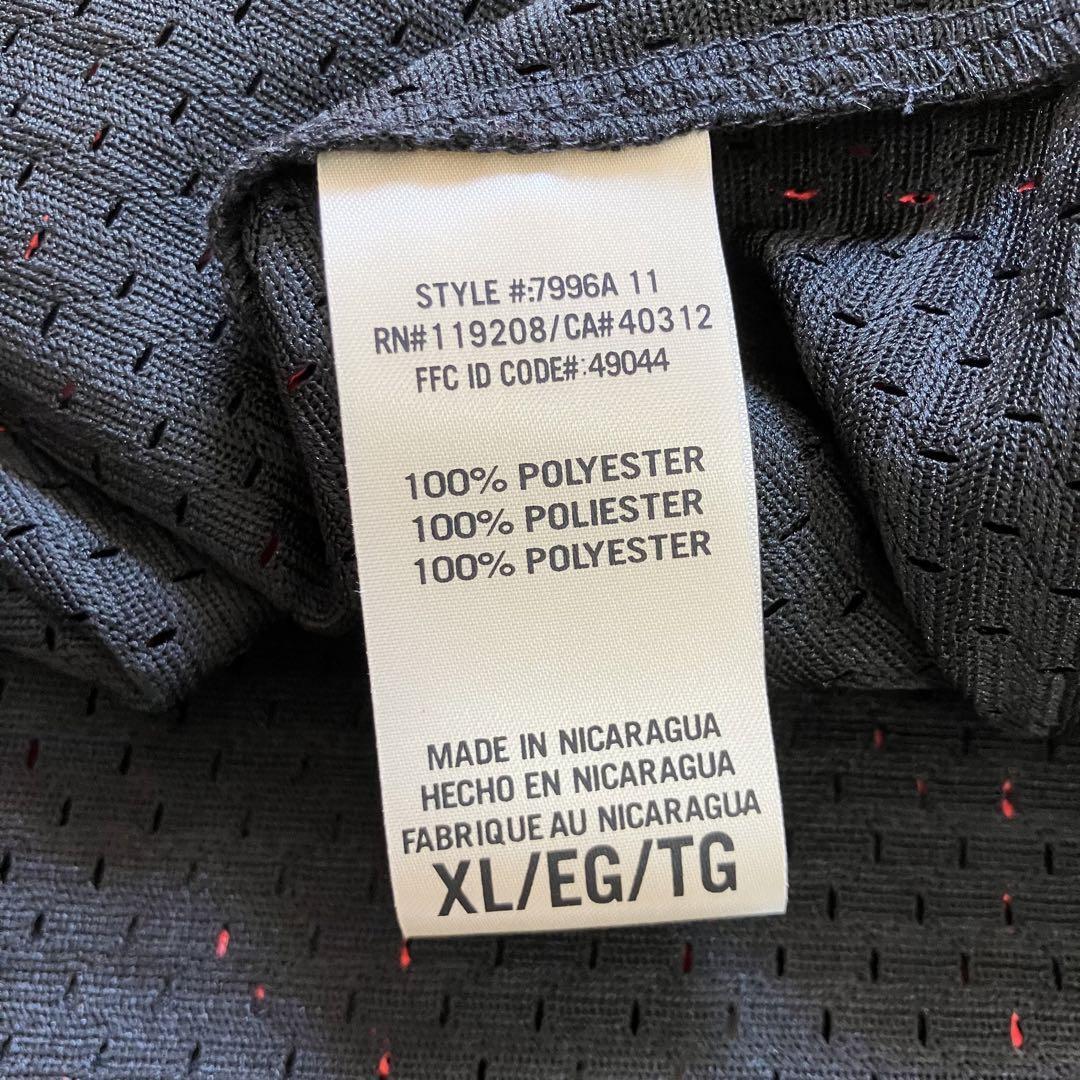 STYLE #:7996A 11
RN#119208/CA#40312
FFC ID CODE#:49044
100% POLYESTER
100% POLIESTER
100% POLYESTER
MADE IN NICARAGUA
HECHO EN NICARAGUA
FABRIQUE AU NICARAGUA
XL/EG/TG